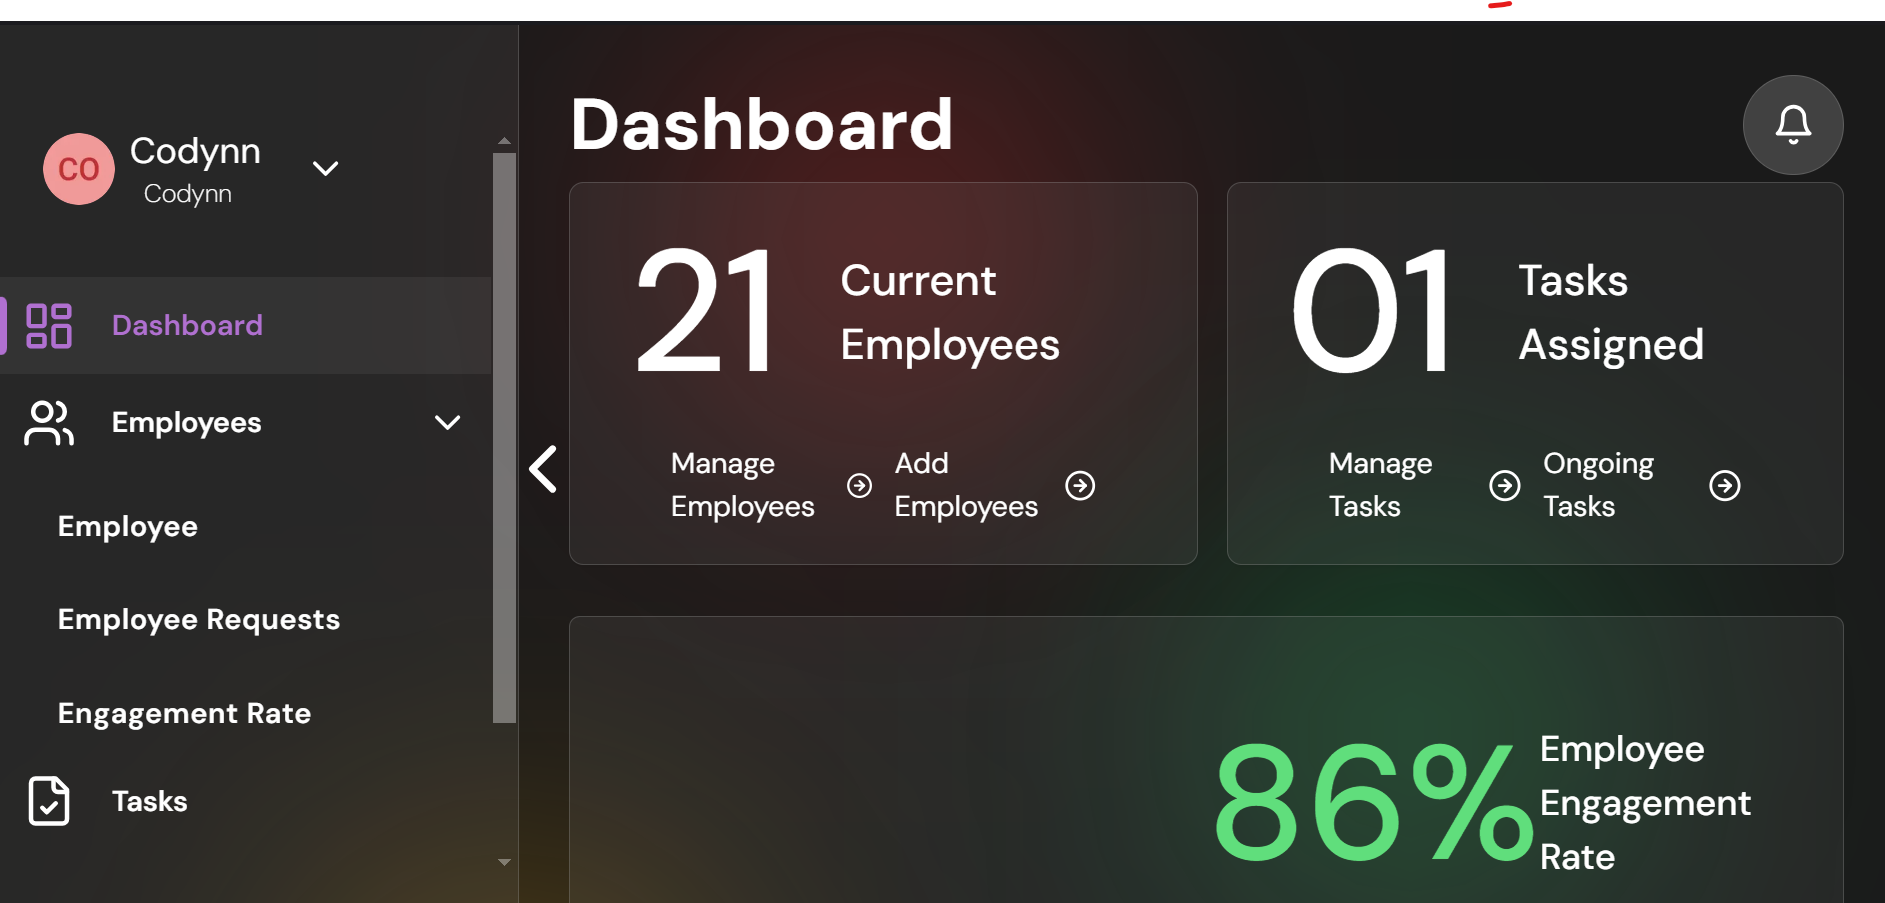 CO
Codynn
Codynn
Dashboard
Employees
Employee
Employee Requests
Engagement Rate
Tasks
Dashboard
21
Current
Employees
Manage
Employees
Add
Employees
01
Tasks
Assigned
Manage
Tasks
Ongoing
Tasks
86%
Employee
Engagement
Rate